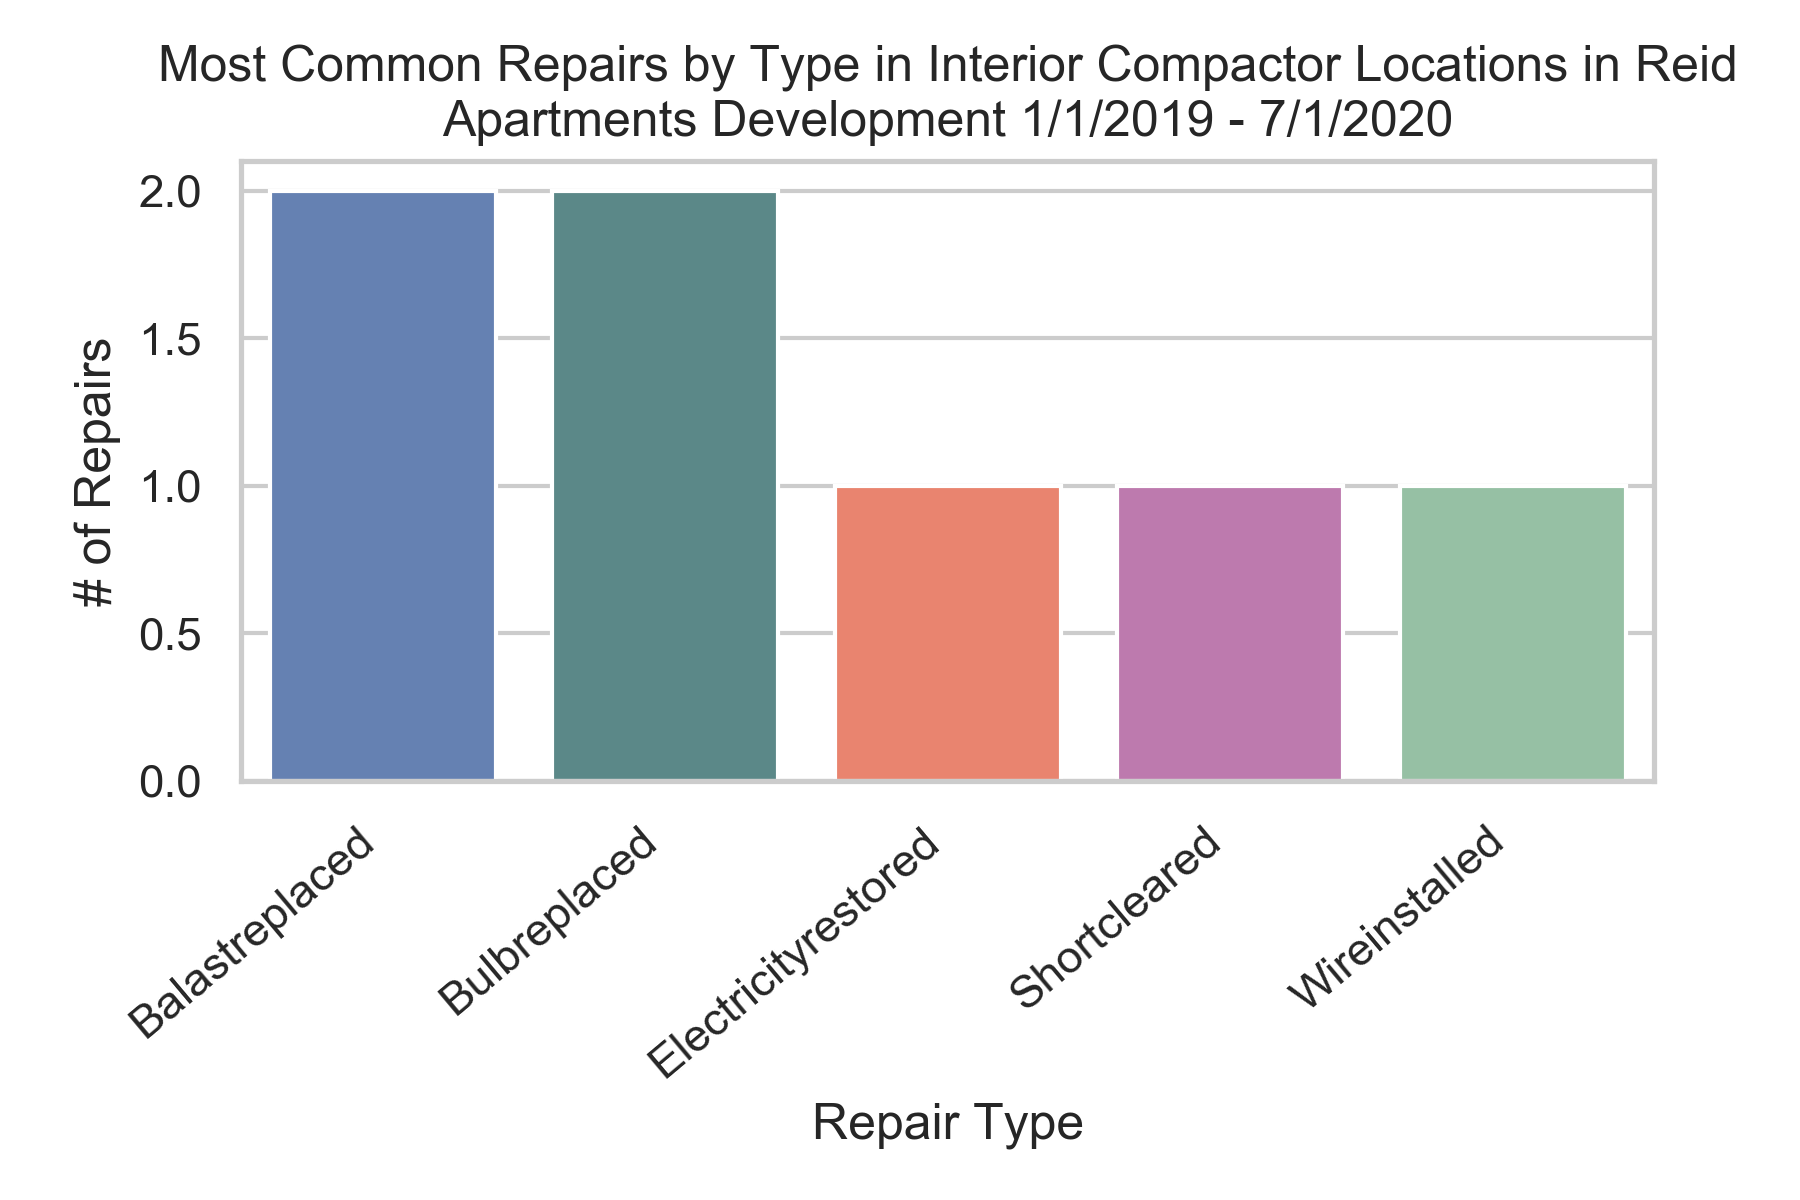 Most Common Repairs by Type in Interior Compactor Locations in Reid
Apartments Development 1/1/2019 - 7/1/2020
2.0
1.5
1.0
0.5
0.0
# of Repairs
Balastreplaced
Bulbreplaced
Electricityrestored
Shortcleared
Wireinstalled
Repair Type